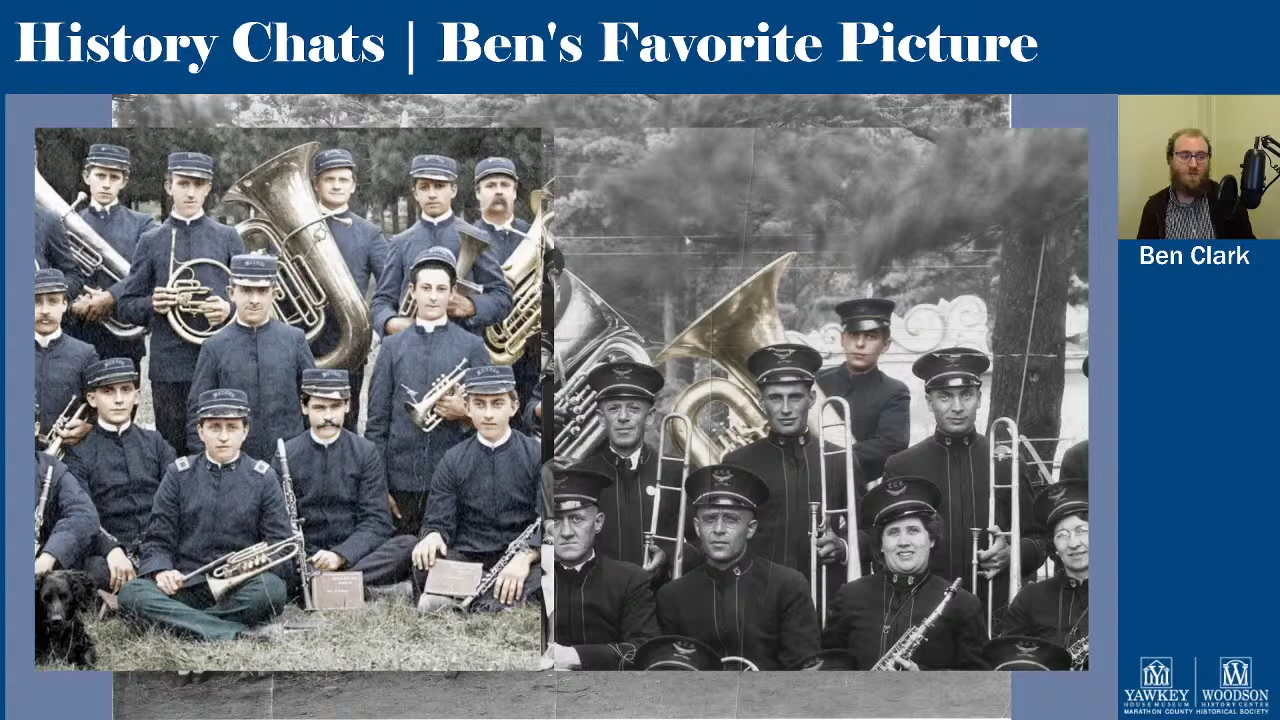 History Chats | Ben's Favorite Picture
Ben Clark
YAWKEY
HOUSE MUSEUM
WOODSON
HISTORY CENTER
MARATHON COUNTY HISTORICAL SOCIETY